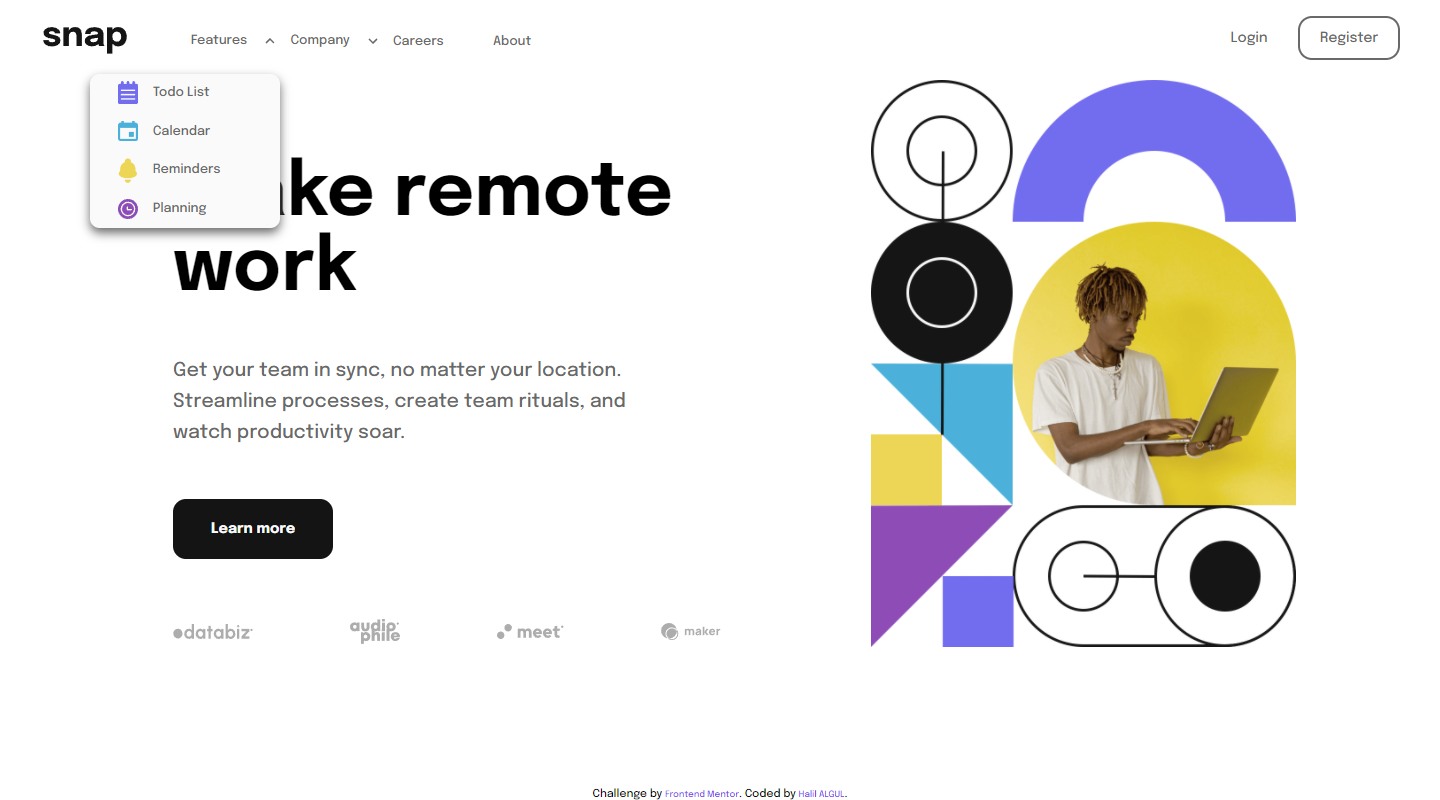 snap
Features
Company
Careers
About
Login
Register
Todo List
Calendar
Reminders
Planning
ke remote
work
Get your team in sync, no matter your location.
Streamline processes, create team rituals, and
watch productivity soar.
Learn more
databiz
audio
phile
meet
maker
Challenge by Frontend Mentor. Coded by Halil ALGUL.